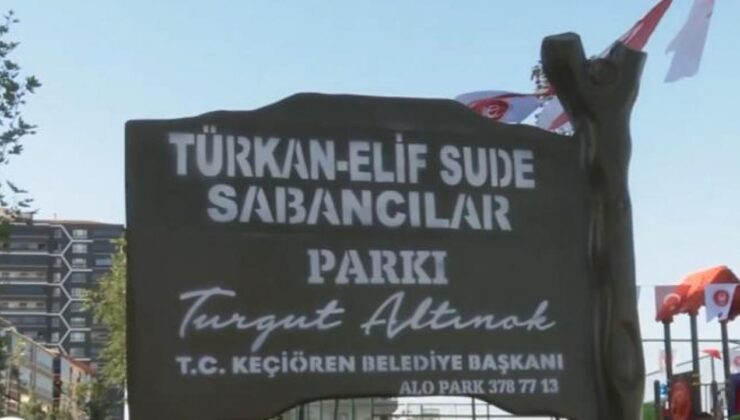 TÜRKAN-ELİF SUDE
SABANCILAR
PARKI
Turgut Altınok
T.C. KEÇİÖREN BELEDİYE BAŞKANI
ALO PARK 378 77 13